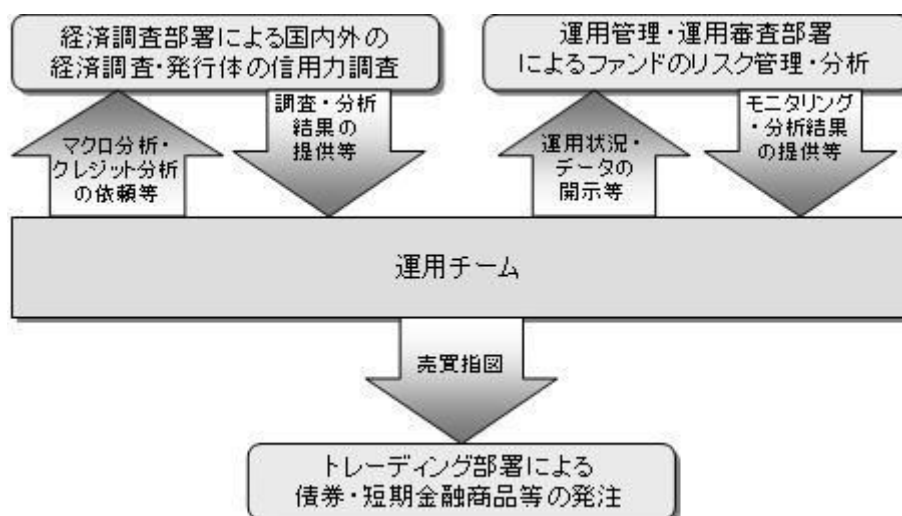 経済調査部署による国内外の
経済調査・発行体の信用力調査
運用管理・運用審査部署
によるファンドのリスク管理・分析
マクロ分析・
クレジット分析
の依頼等
調査・分析
結果の
提供等
運用状況・
データの
開示等
モニタリング
・分析結果
の提供等
運用チーム
売買指図
トレーディング部署による
債券・短期金融商品等の発注